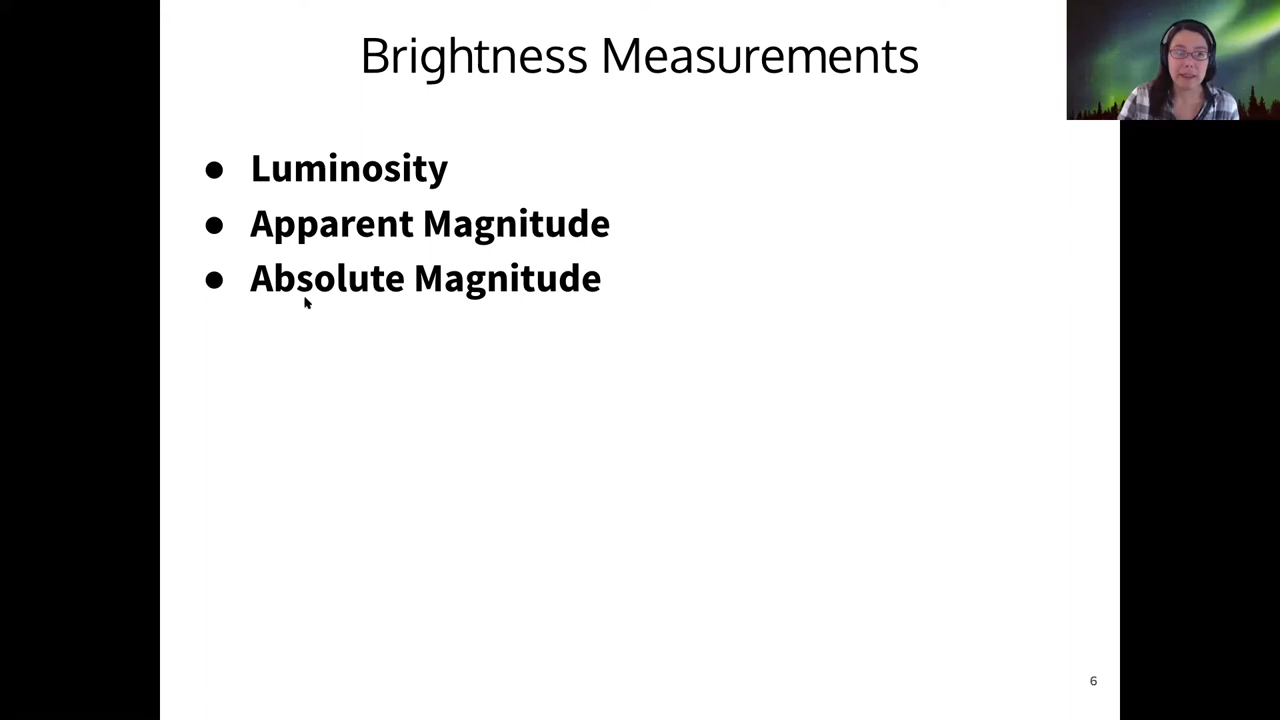 Brightness Measurements
● Luminosity
● Apparent Magnitude
● Absolute Magnitude
6